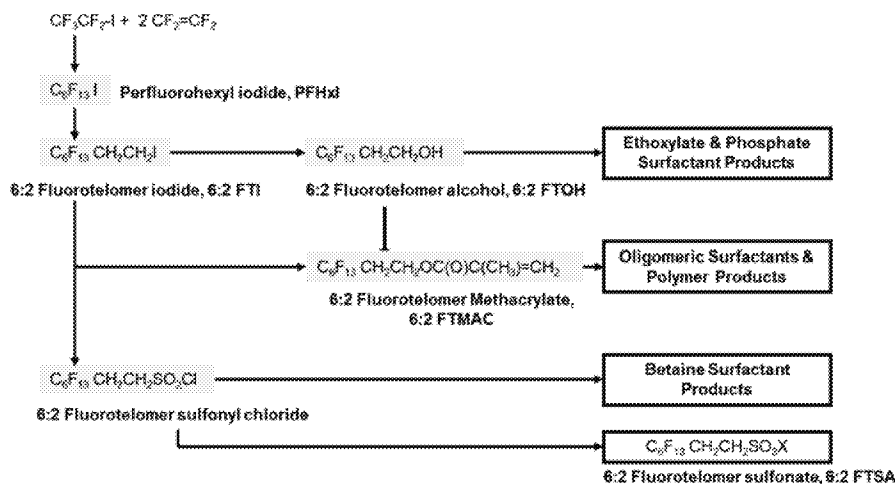 CF₃CF₂-I + 2 CF₂=CF₂
C₆F₁₃ I
Perfluorohexyl iodide, PFHxI
C₆F₁₃ CH₂CH₂I
C₆F₁₃ CH₂CH₂OH
Ethoxylate & Phosphate
Surfactant Products
6:2 Fluorotelomer iodide, 6:2 FTI
6:2 Fluorotelomer alcohol, 6:2 FTOH
C₆F₁₃ CH₂CH₂OC(O)C(CH₃)=CH₂
Oligomeric Surfactants &
Polymer Products
6:2 Fluorotelomer Methacrylate,
6:2 FTMAC
C₆F₁₃ CH₂CH₂SO₂Cl
Betaine Surfactant
Products
6:2 Fluorotelomer sulfonyl chloride
C₆F₁₃ CH₂CH₂SO₃X
6:2 Fluorotelomer sulfonate, 6:2 FTSA